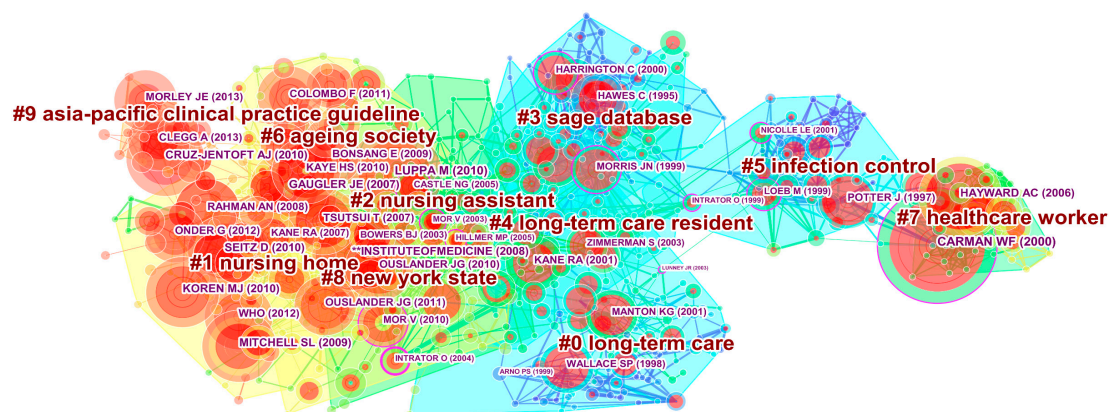 HARRINGTON C (2000)
MORLEY JE (2013)
COLOMBO F (2011)
HAWES C (1995)
#9 asia-pacific clinical practice guideline
#3 sage database
#6 ageing society
CLEGG A (2013)
NICOLLE LE (2001)
CRUZ-JENTOFT AJ (2010)
BONSANG E (2009)
#5 infection control
KAYE HS (2010)
LUPPA M (2010)
MORRIS JN (1999)
GAUGLER JE (2007)
CASTLE NG (2005)
LOEB M (1999)
POTTER J (1997)
HAYWARD AC (2006)
#2 nursing assistant
INTRATOR O (1999)
RAHMAN AN (2008)
TSUTSUI T (2007)
MOR V (2003)
#4 long-term care resident
#7 healthcare worker
ONDER G (2012)
KANE RA (2007)
BOWERS BJ (2003)
HILLMER MP (2005)
ZIMMERMAN S (2003)
CARMAN WF (2000)
SEITZ D (2010)
**INSTITUTEOFMEDICINE (2008)
KANE RA (2001)
#1 nursing home
OUSLANDER JG (2010)
LUNNEY JR (2003)
#8 new york state
KOREN MJ (2010)
OUSLANDER JG (2011)
WHO (2012)
MOR V (2010)
MANTON KG (2001)
MITCHELL SL (2009)
#0 long-term care
INTRATOR O (2004)
WALLACE SP (1998)
ARNO PS (1999)